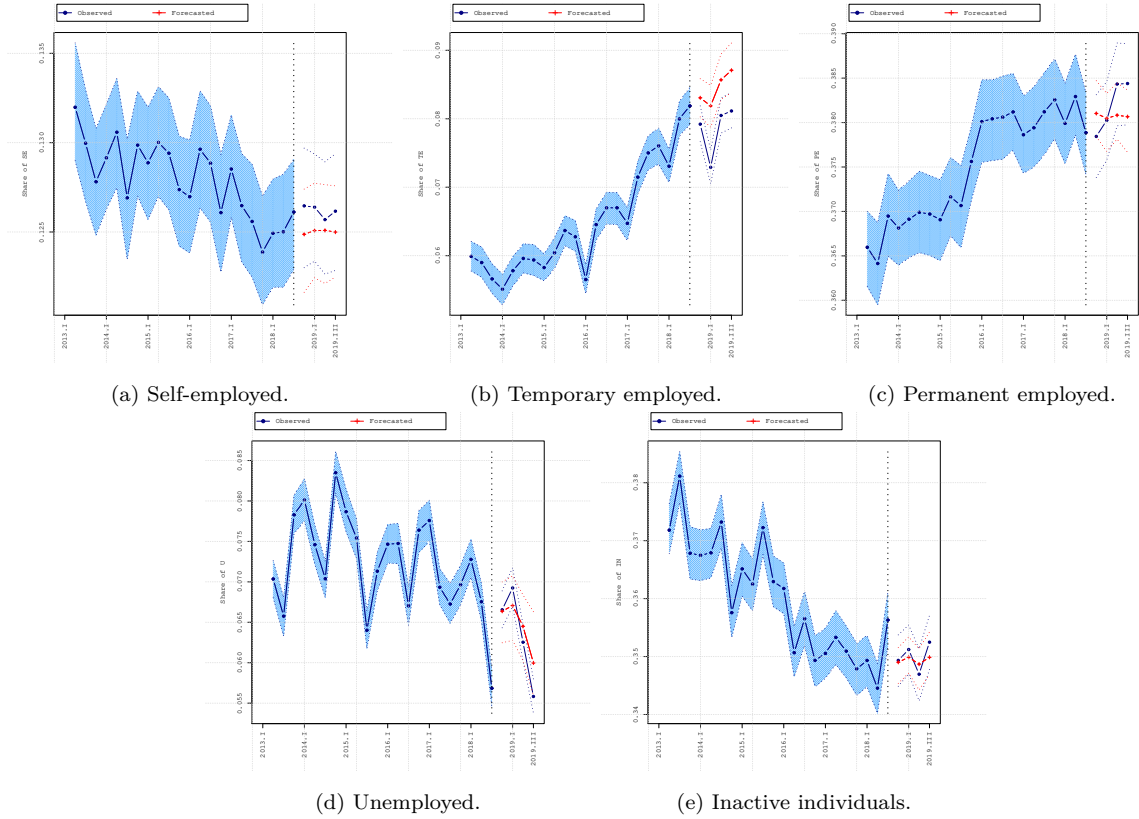 Observed Forecasted
Share of SE
0.135
0.130
0.125
2013.I 2014.I 2015.I 2016.I 2017.I 2018.I 2019.I 2019.III
(a) Self-employed.
Observed Forecasted
Share of TE
0.09
0.08
0.07
0.06
2013.I 2014.I 2015.I 2016.I 2017.I 2018.I 2019.I 2019.III
(b) Temporary employed.
Observed Forecasted
Share of PE
0.390
0.385
0.380
0.375
0.370
0.365
0.360
2013.I 2014.I 2015.I 2016.I 2017.I 2018.I 2019.I 2019.III
(c) Permanent employed.
Observed Forecasted
Share of U
0.085
0.080
0.075
0.070
0.065
0.060
0.055
2013.I 2014.I 2015.I 2016.I 2017.I 2018.I 2019.I 2019.III
(d) Unemployed.
Observed Forecasted
Share of IN
0.38
0.37
0.36
0.35
0.34
2013.I 2014.I 2015.I 2016.I 2017.I 2018.I 2019.I 2019.III
(e) Inactive individuals.